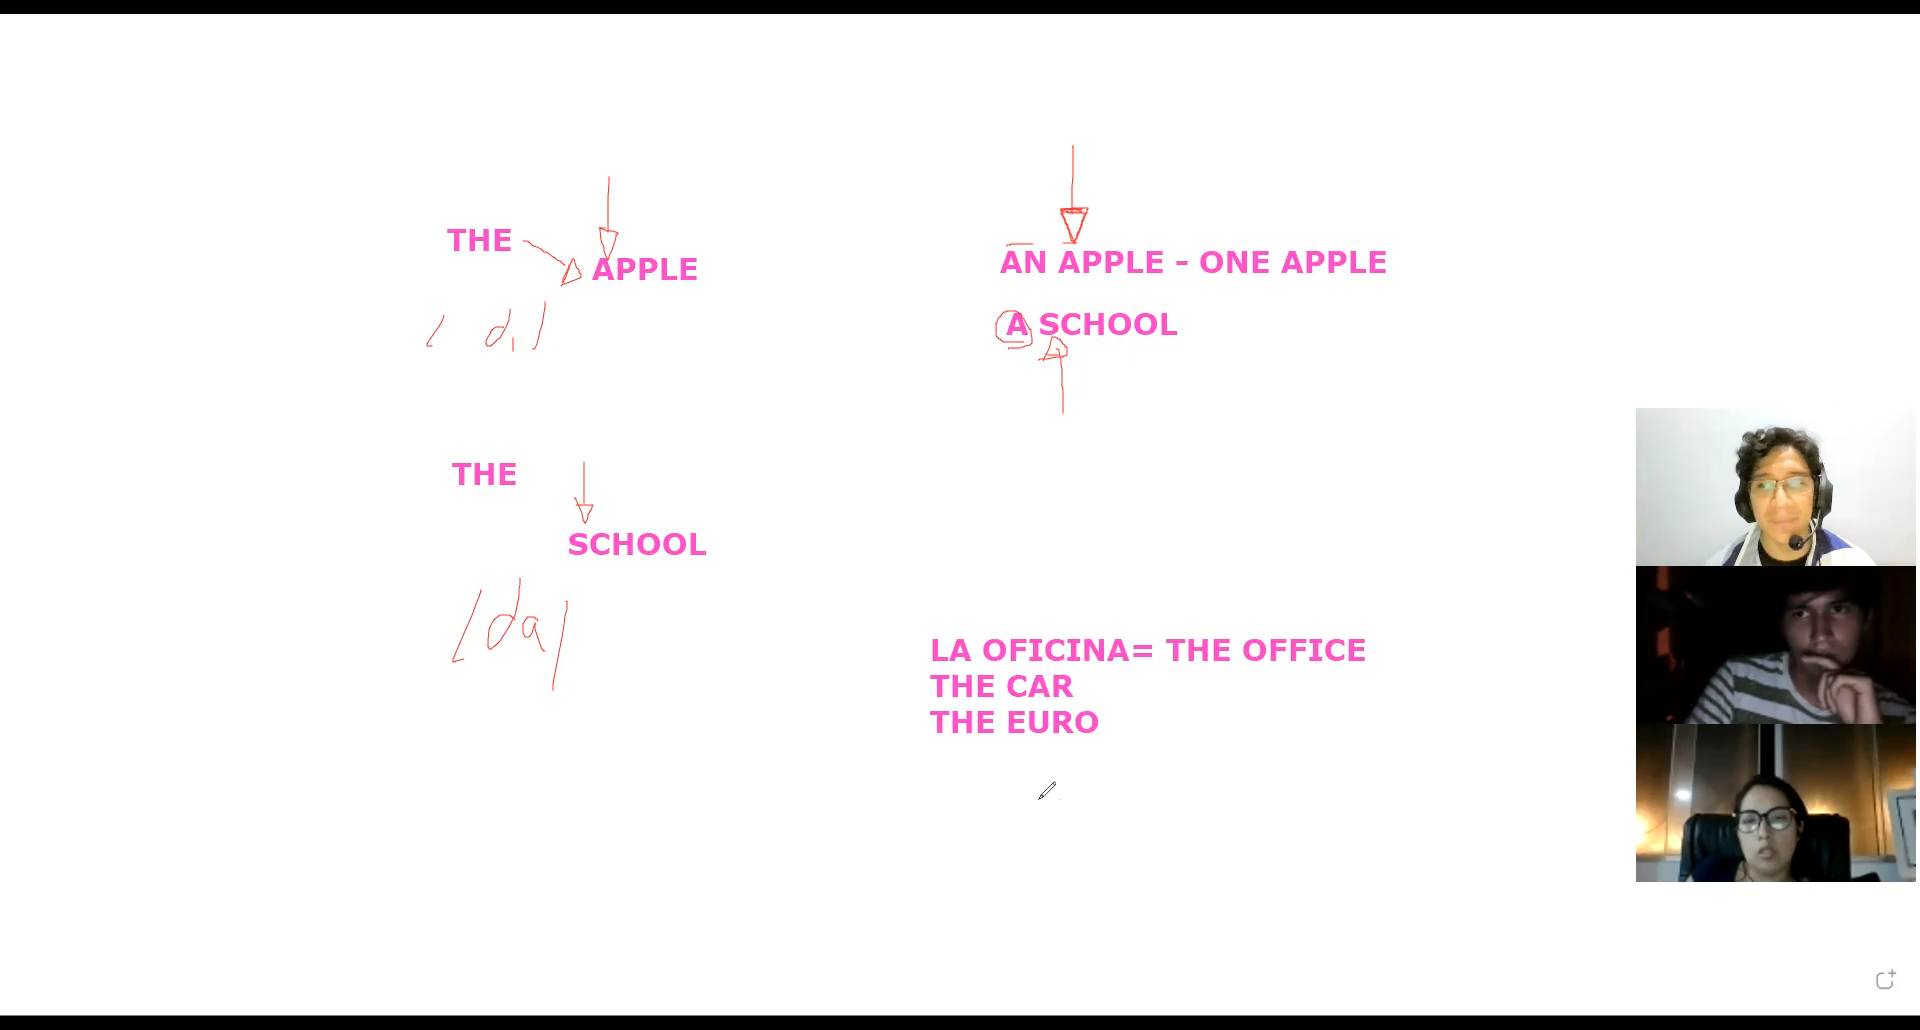 THE
APPLE
/di/
THE
SCHOOL
/da/
AN APPLE - ONE APPLE
A SCHOOL
LA OFICINA= THE OFFICE
THE CAR
THE EURO